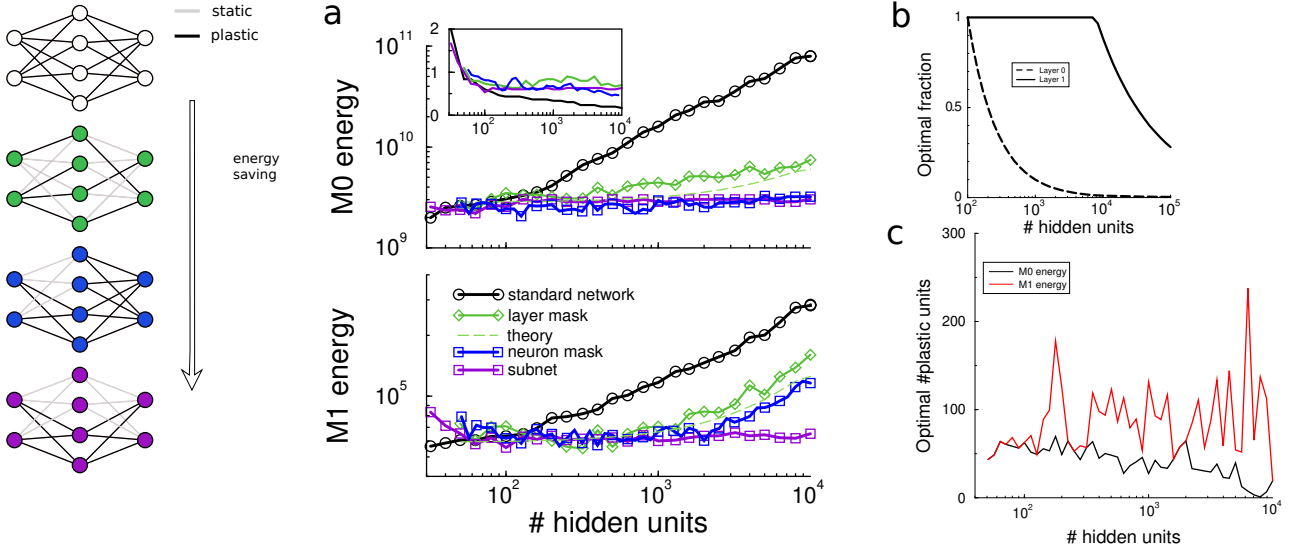 static
plastic
energy
saving
a
M0 energy
10^11
10^10
10^9
2
1
0
10^2
10^3
10^4
M1 energy
10^5
standard network
layer mask
theory
neuron mask
subnet
10^2
10^3
10^4
# hidden units
b
Optimal fraction
1
0.5
0
Layer 0
Layer 1
10^2
10^3
10^4
10^5
# hidden units
c
Optimal #plastic units
300
200
100
0
M0 energy
M1 energy
10^2
10^3
10^4
# hidden units